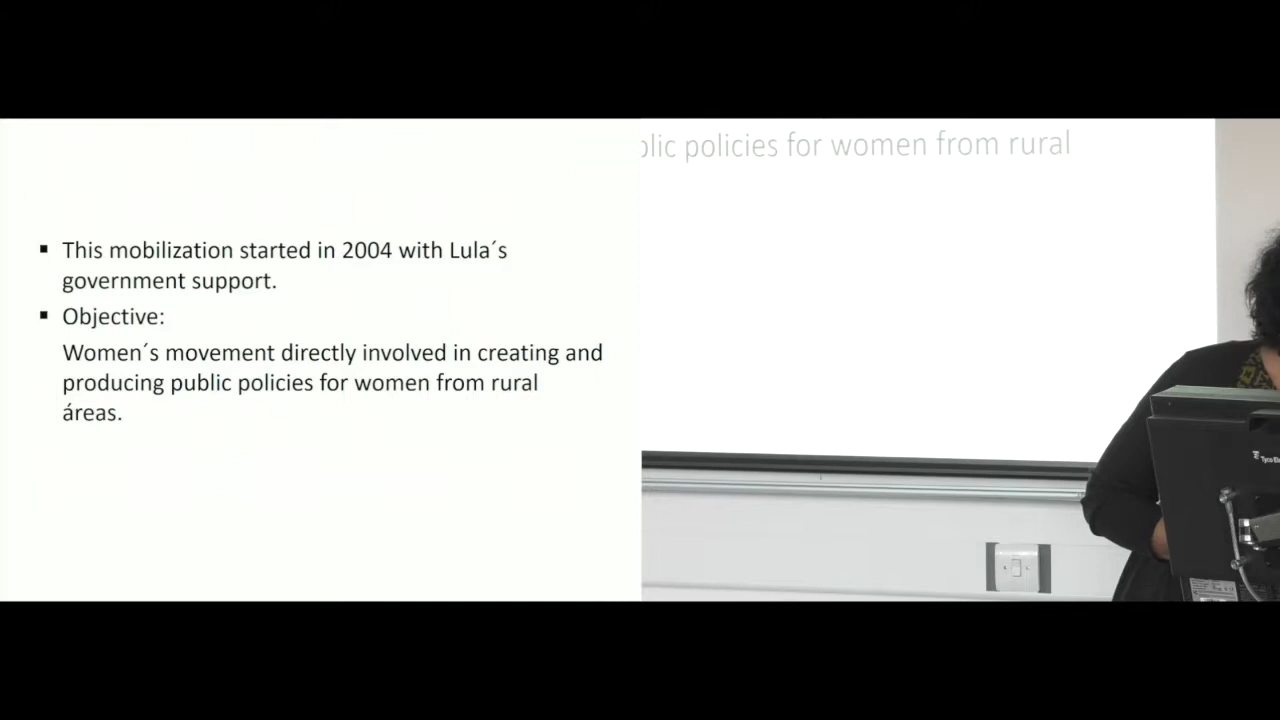 ▪ This mobilization started in 2004 with Lula´s
government support.
▪ Objective:
Women´s movement directly involved in creating and
producing public policies for women from rural
áreas.
policies for women from rural
Tyco